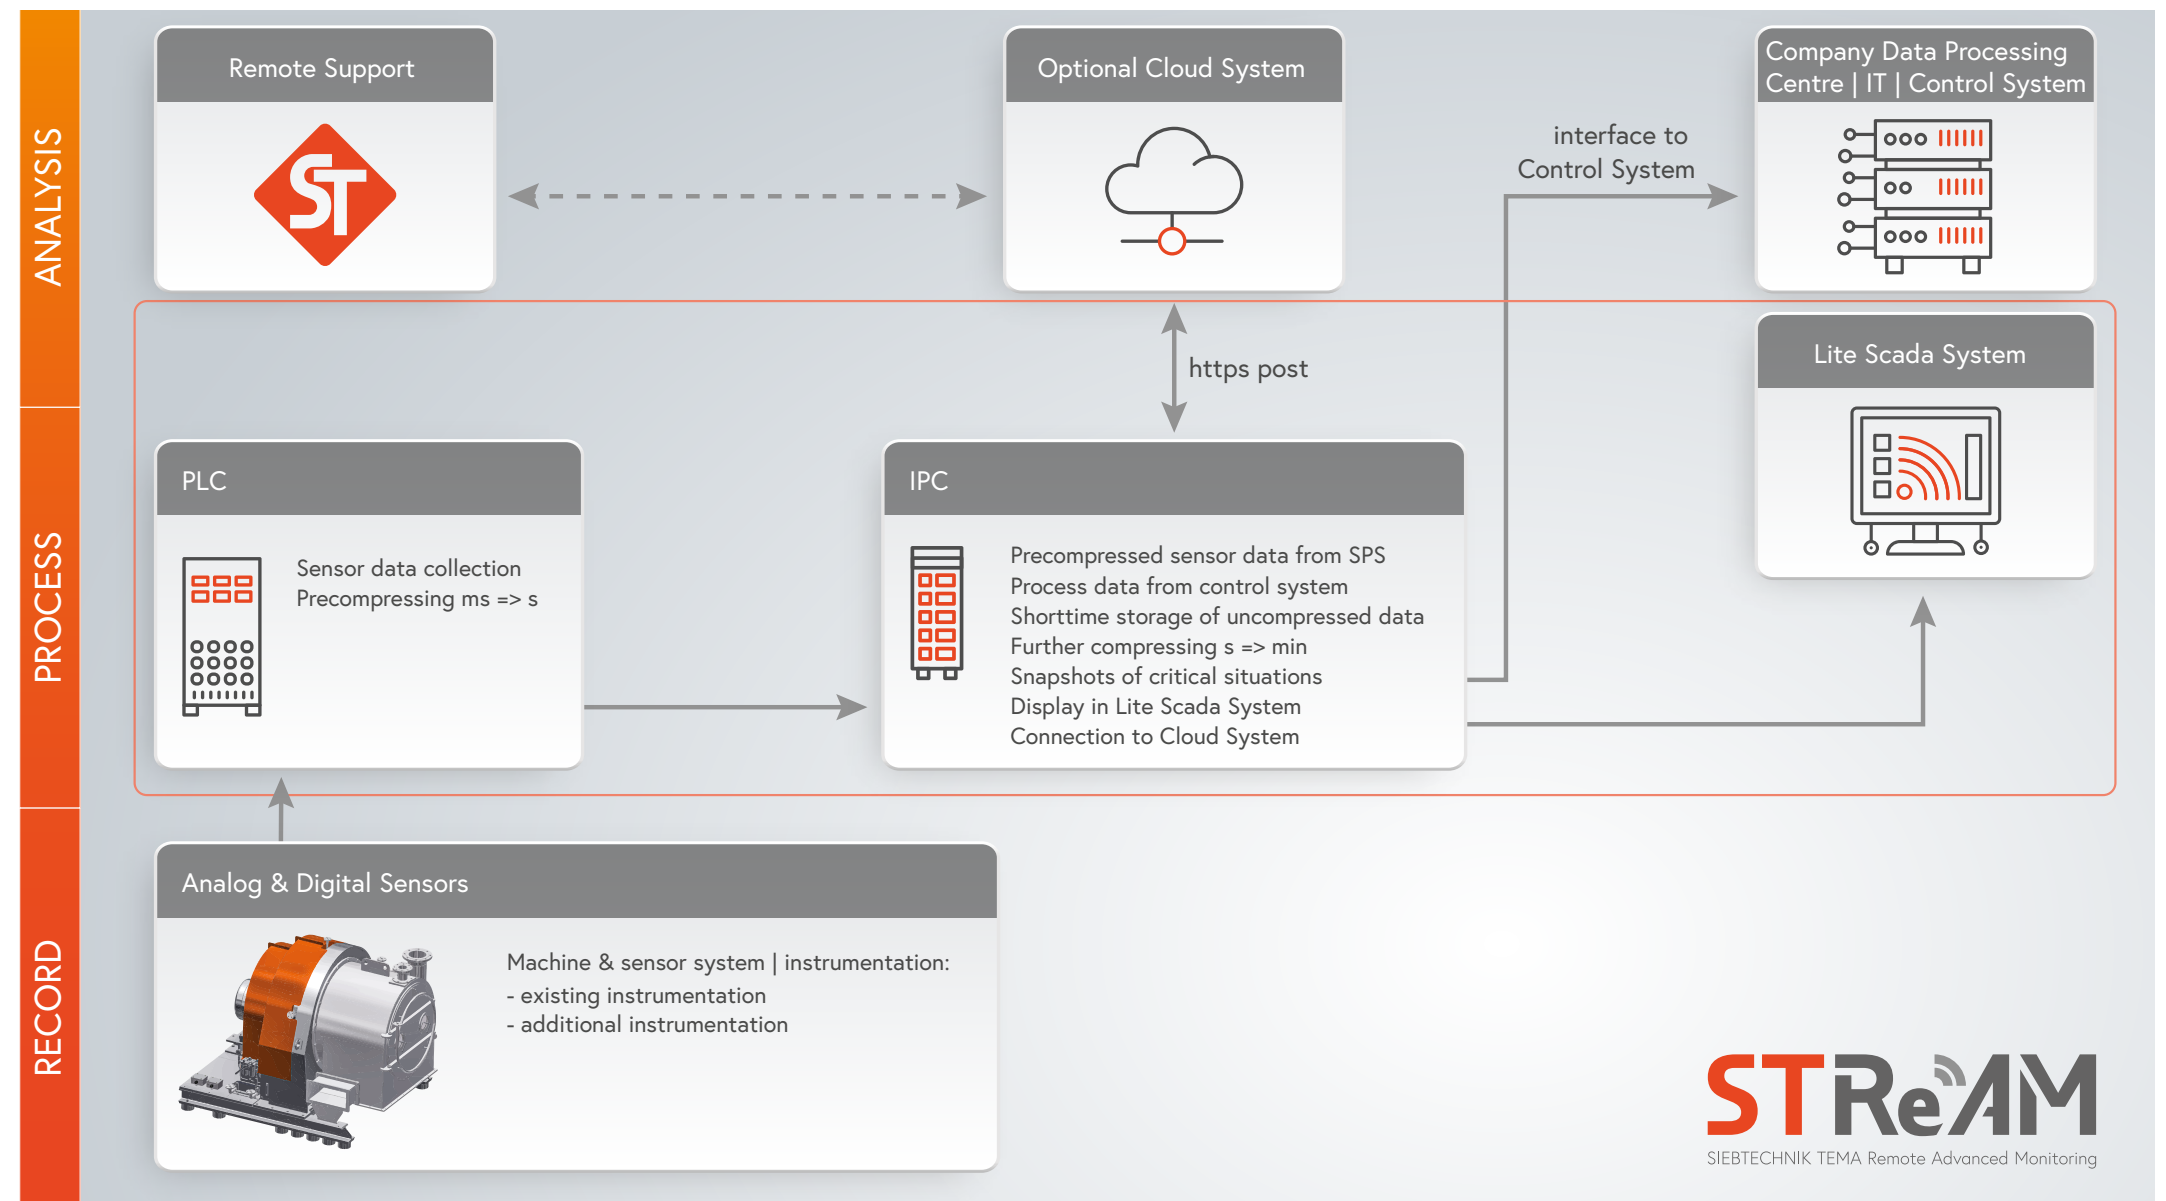 ANALYSIS
PROCESS
RECORD
Remote Support
ST
Optional Cloud System
Company Data Processing
Centre | IT | Control System
interface to
Control System
https post
Lite Scada System
PLC
Sensor data collection
Precompressing ms => s
IPC
Precompressed sensor data from SPS
Process data from control system
Shorttime storage of uncompressed data
Further compressing s => min
Snapshots of critical situations
Display in Lite Scada System
Connection to Cloud System
Analog & Digital Sensors
Machine & sensor system | instrumentation:
- existing instrumentation
- additional instrumentation
STReAM
SIEBTECHNIK TEMA Remote Advanced Monitoring